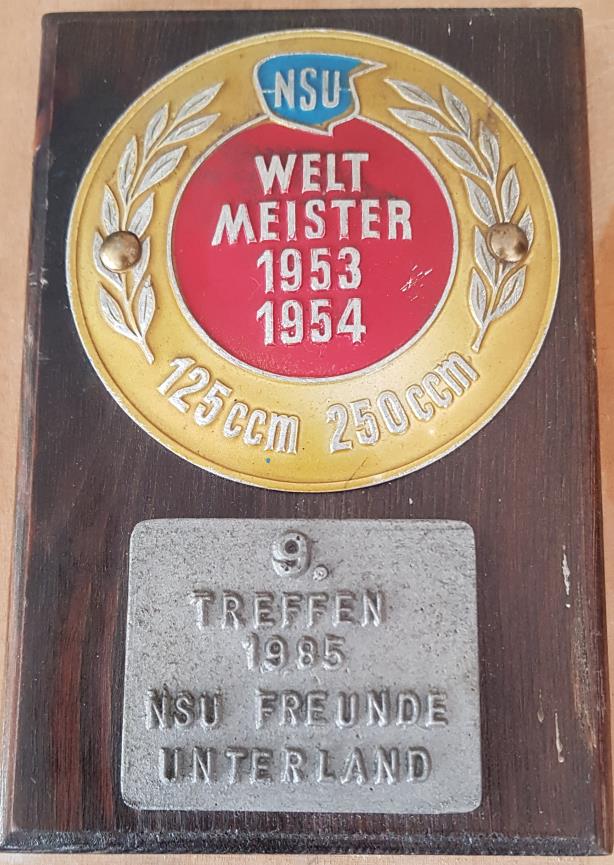 NSU
WELT
MEISTER
1953
1954
125ccm 250ccm
9.
TREFFEN
1985
NSU FREUNDE
UNTERLAND